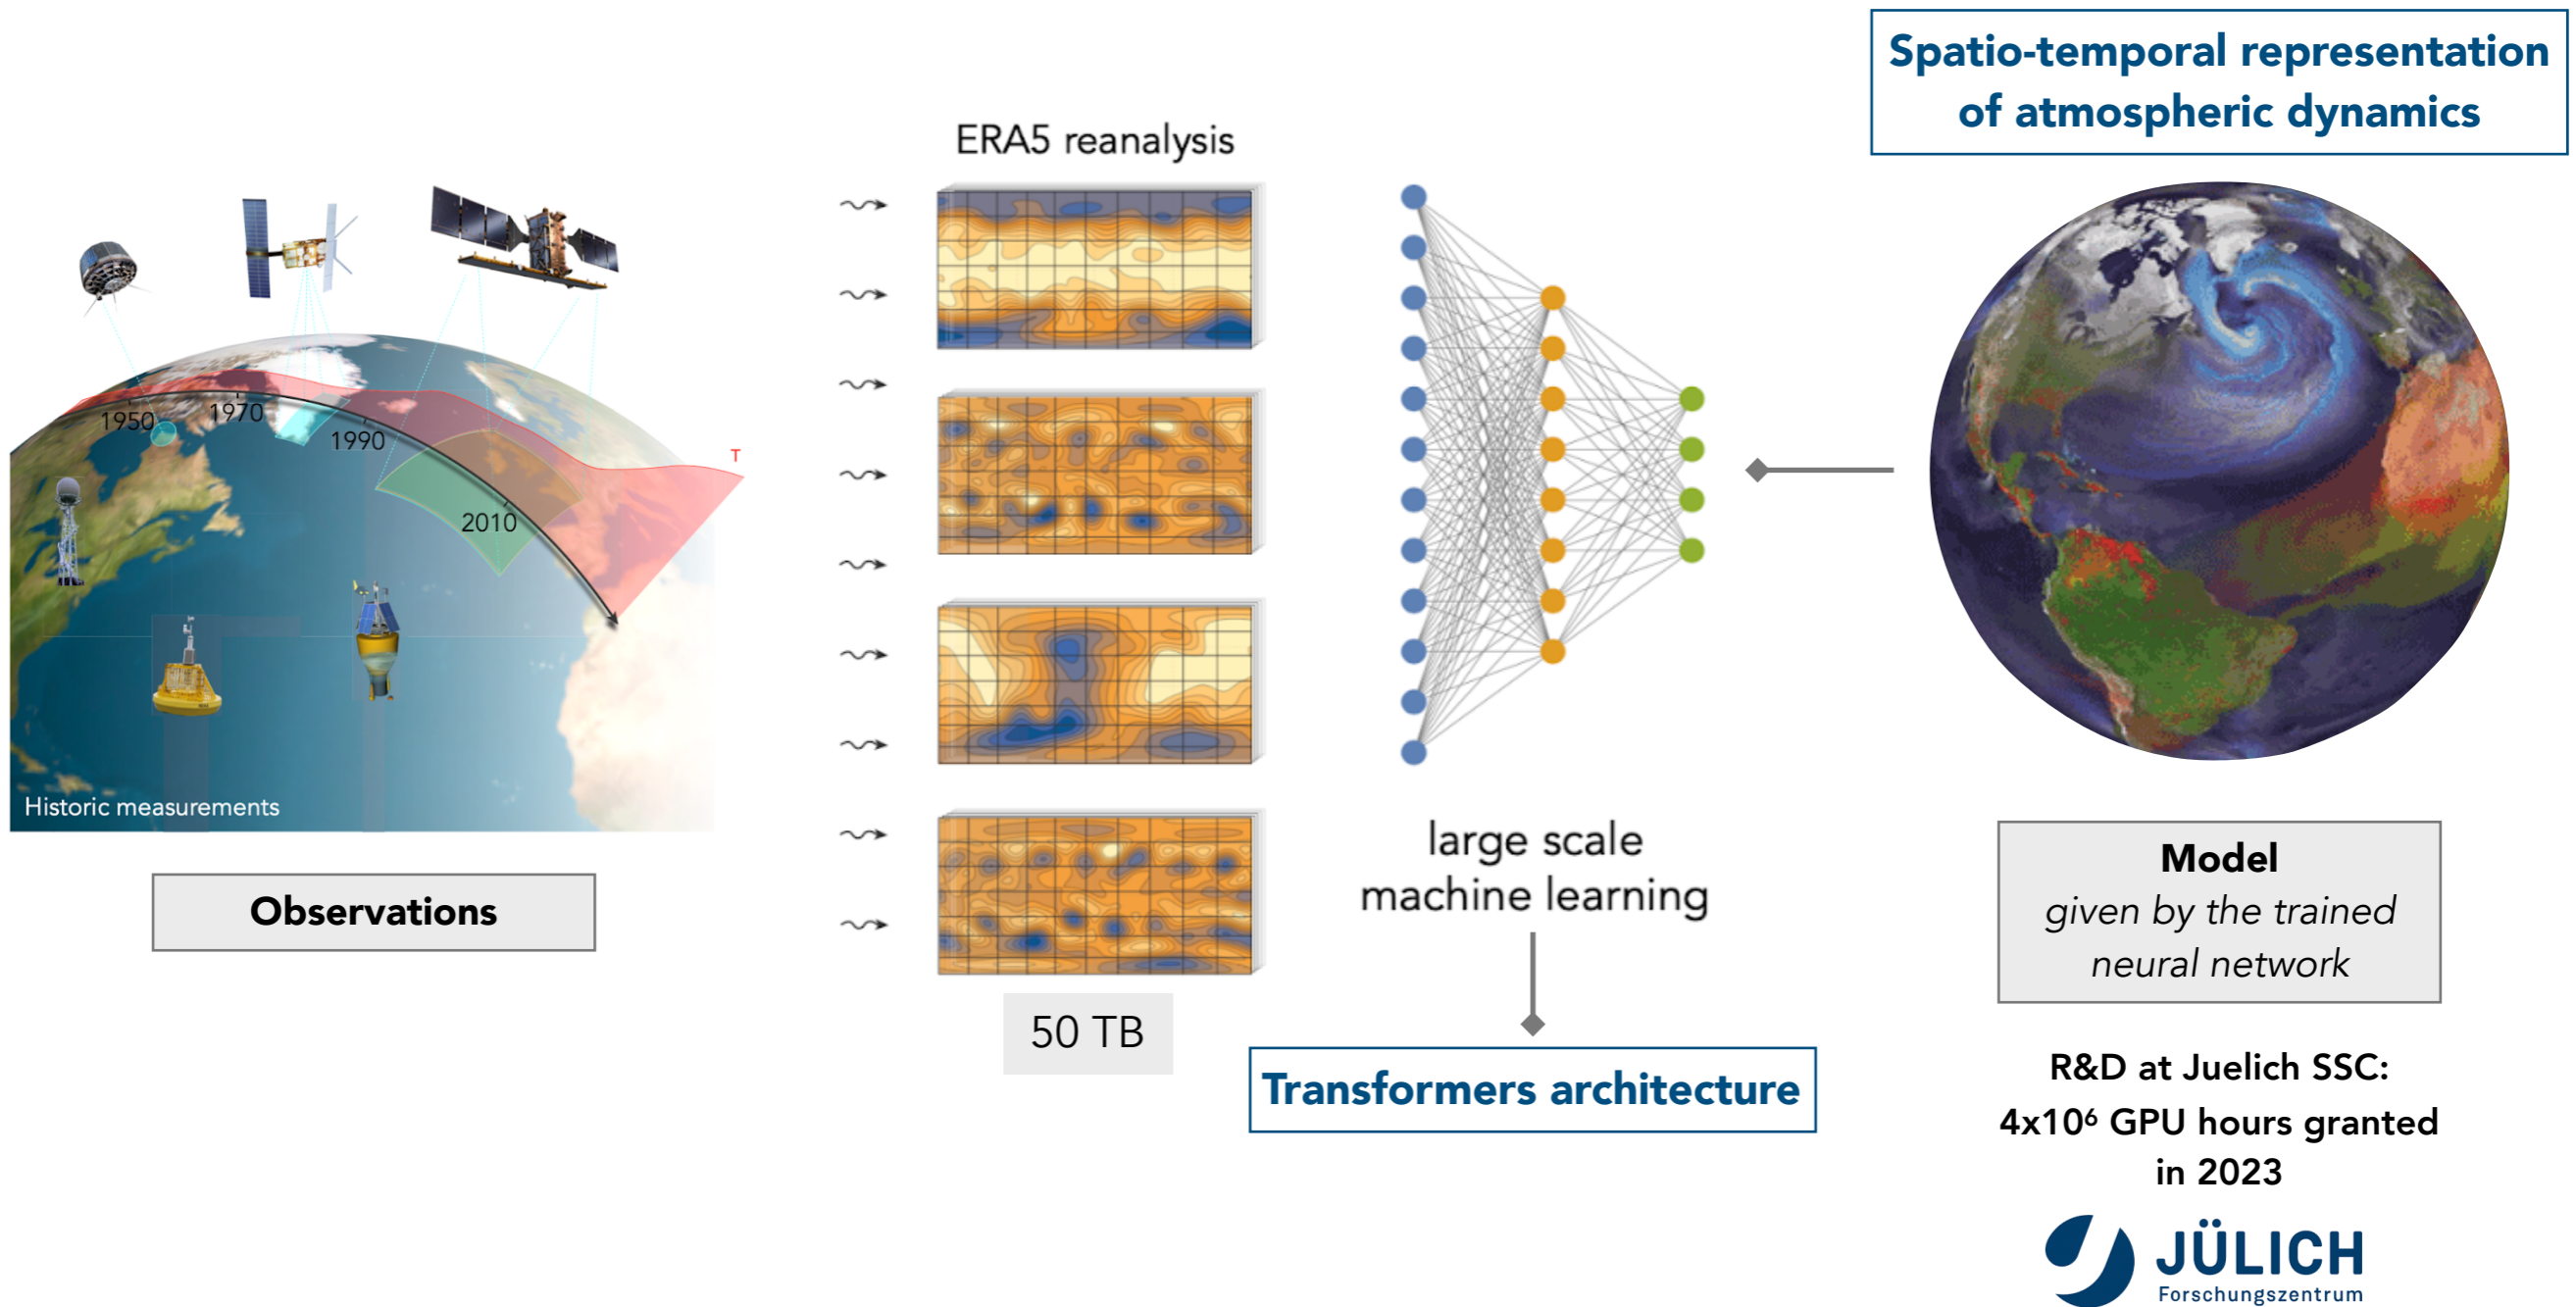 Spatio-temporal representation
of atmospheric dynamics
ERA5 reanalysis
1950
1970
1990
2010
T
Historic measurements
Observations
50 TB
large scale
machine learning
Transformers architecture
Model
given by the trained
neural network
R&D at Juelich SSC:
4x10⁶ GPU hours granted
in 2023
JÜLICH
Forschungszentrum